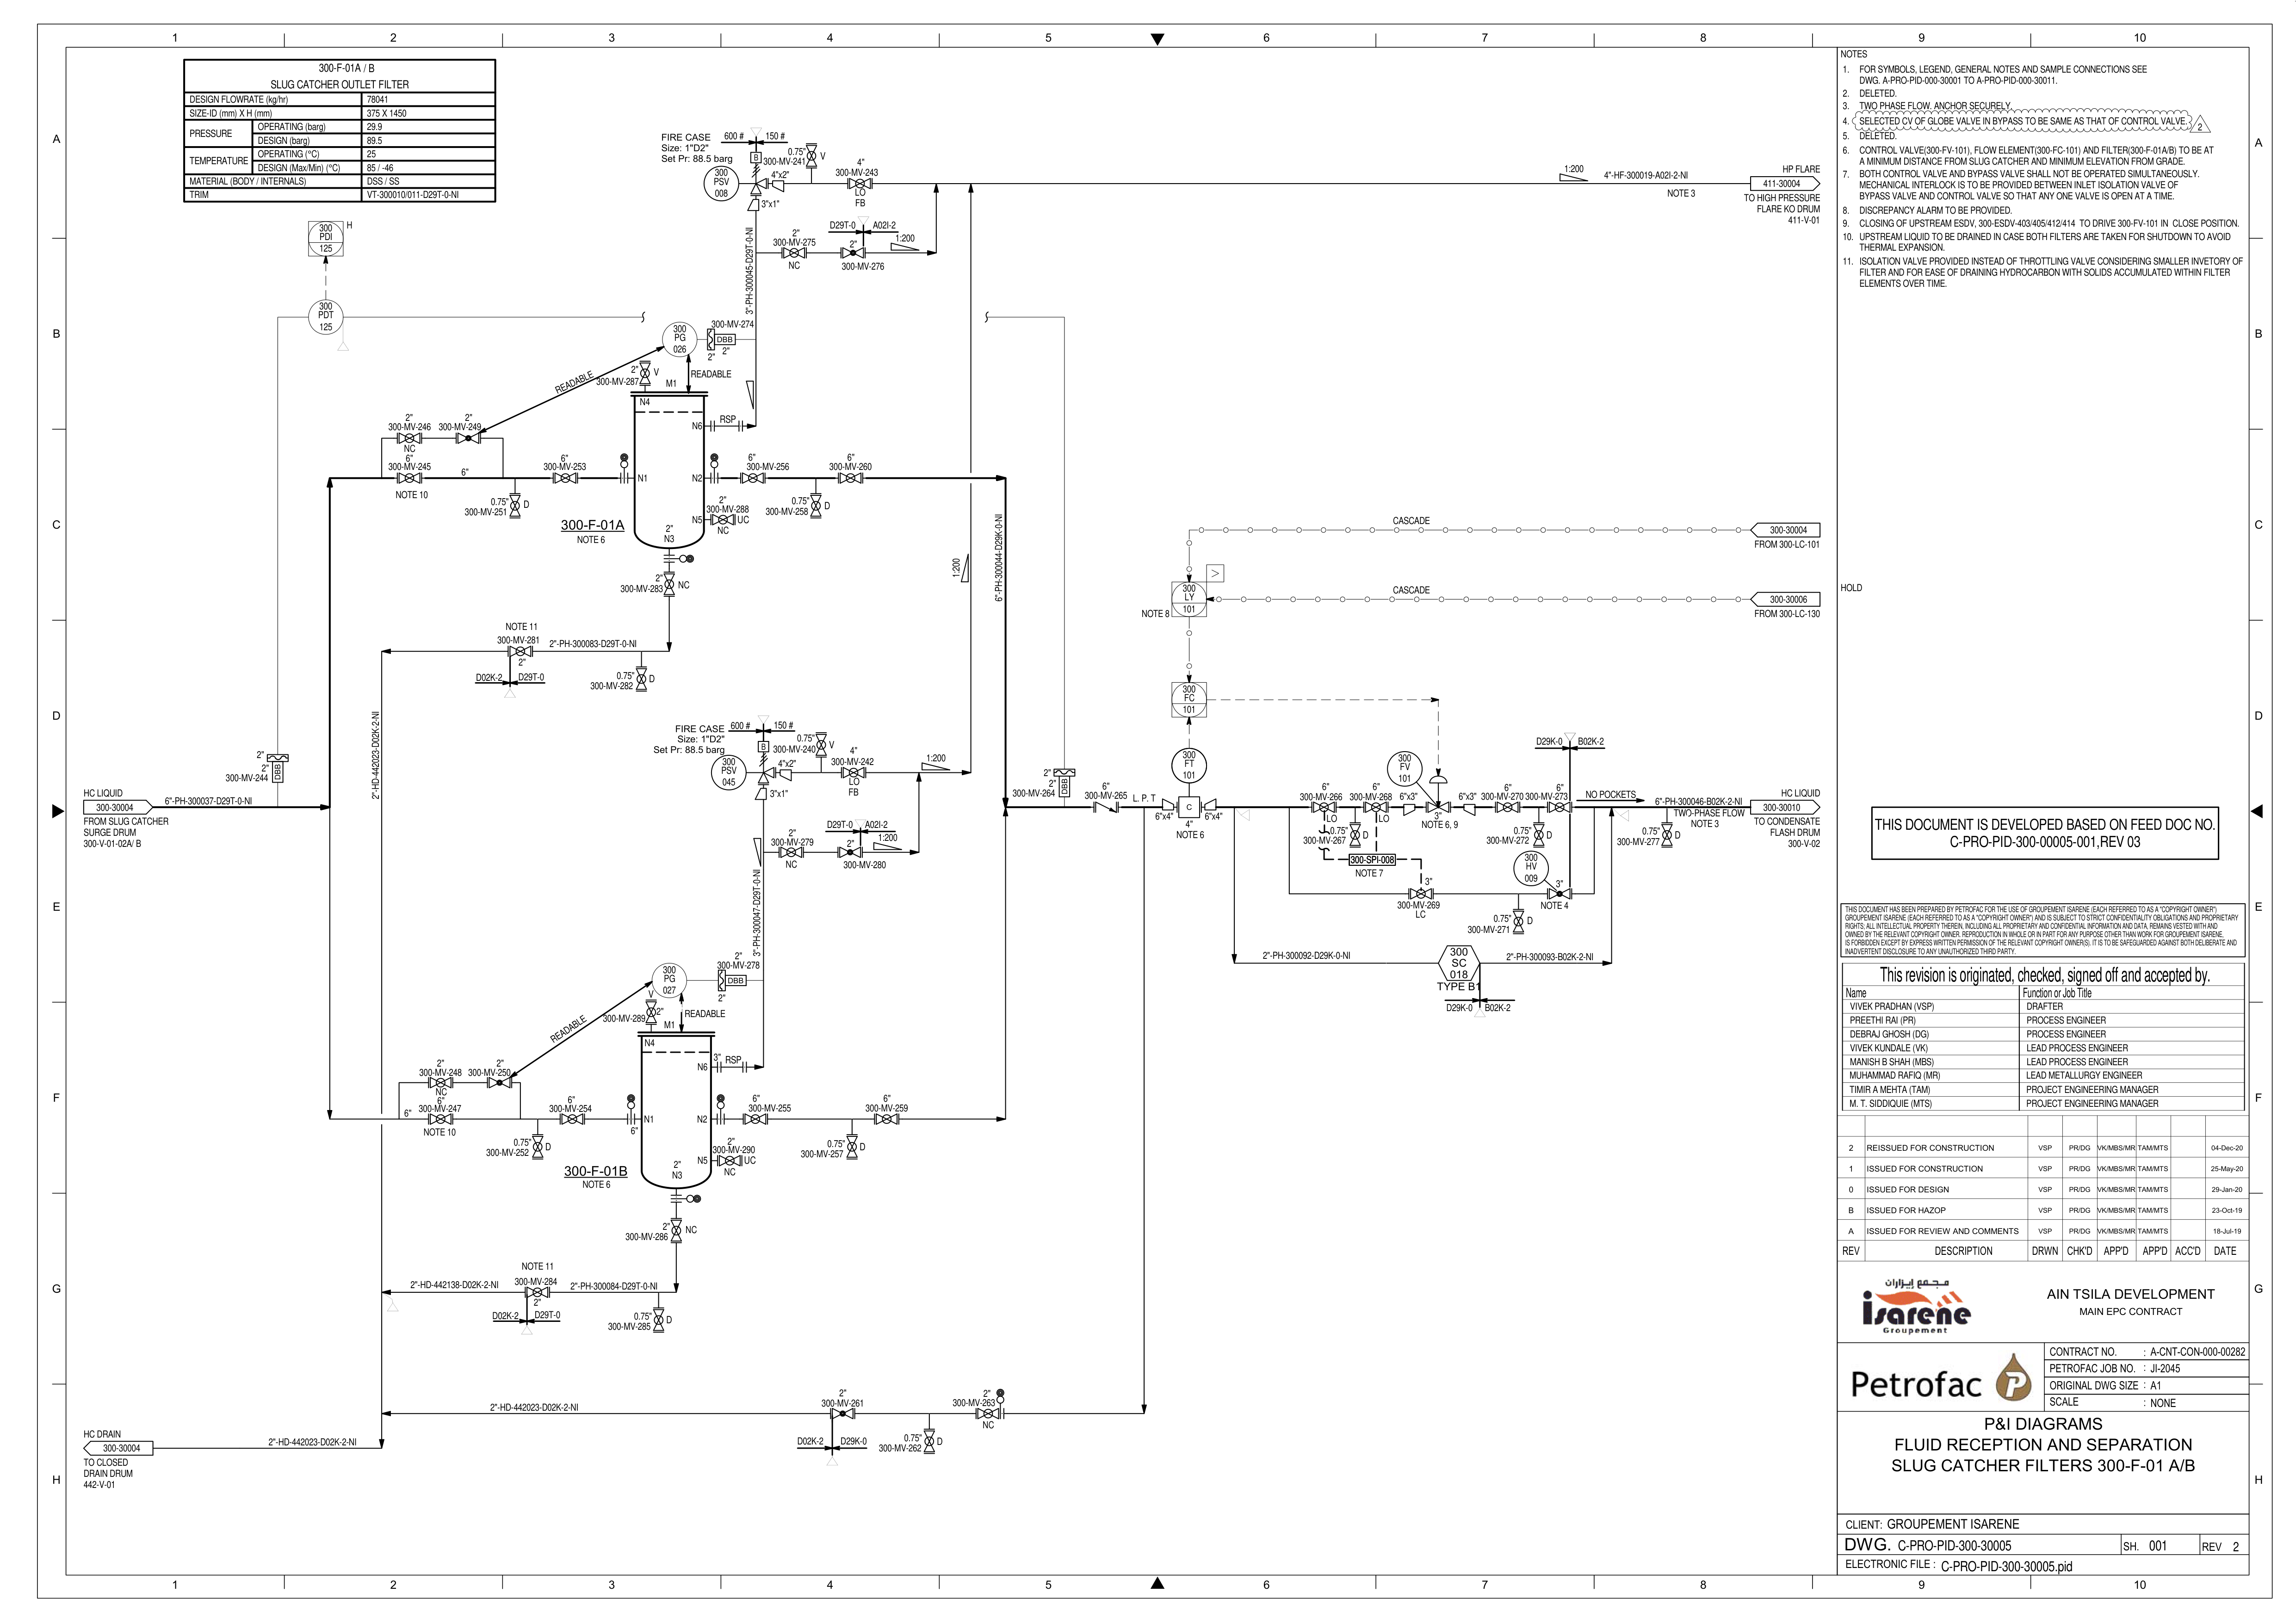 1 2 3 4 5 6 7 8 9 10
A
B
C
D
E
F
G
H
300-F-01A / B
SLUG CATCHER OUTLET FILTER
DESIGN FLOWRATE (kg/hr) 78041
SIZE-ID (mm) X H (mm) 375 X 1450
PRESSURE OPERATING (barg) 29.9
DESIGN (barg) 89.5
TEMPERATURE OPERATING (°C) 25
DESIGN (Max/Min) (°C) 85 / -46
MATERIAL (BODY / INTERNALS) DSS / SS
TRIM VT-300010/011-D29T-0-NI
300
PDI
125
H
300
PDT
125
FIRE CASE
Size: 1"D2"
Set Pr: 88.5 barg
600 # 150 #
B
0.75"
V
300-MV-241
300
PSV
008
4"x2"
3"x1"
4"
300-MV-243
LO
FB
1:200
4"-HF-300019-A02I-2-NI
NOTE 3
HP FLARE
411-30004
TO HIGH PRESSURE
FLARE KO DRUM
411-V-01
D29T-0 A02I-2
2"
300-MV-275
NC
2"
300-MV-276
1:200
3"-PH-300045-D29T-0-NI
300
PG
026
300-MV-274
DBB
2"
2"
READABLE
READABLE
2"
V
300-MV-287
M1
N4
N6
RSP
2"
300-MV-246
NC
2"
300-MV-249
6"
300-MV-245
NOTE 10
6"
6"
300-MV-253
N1
N2
6"
300-MV-256
6"
300-MV-260
0.75"
D
300-MV-251
0.75"
D
300-MV-258
2"
300-MV-288
N5
UC
NC
300-F-01A
NOTE 6
2"
N3
2"
300-MV-283
NC
1:200
6"-PH-300044-D29K-0-NI
NOTE 11
300-MV-281
2"
2"-PH-300083-D29T-0-NI
D02K-2 D29T-0
0.75"
D
300-MV-282
2"-HD-442023-D02K-2-NI
CASCADE
300-30004
FROM 300-LC-101
CASCADE
300-30006
FROM 300-LC-130
>
300
LY
101
NOTE 8
300
FC
101
300
FT
101
C
6"x4" 6"x4"
4"
NOTE 6
FIRE CASE
Size: 1"D2"
Set Pr: 88.5 barg
600 # 150 #
B
0.75"
V
300-MV-240
300
PSV
045
4"x2"
3"x1"
4"
300-MV-242
LO
FB
1:200
D29T-0 A02I-2
2"
300-MV-279
NC
2"
300-MV-280
1:200
3"-PH-300047-D29T-0-NI
2"
2"
300-MV-244
DBB
HC LIQUID
300-30004
6"-PH-300037-D29T-0-NI
FROM SLUG CATCHER
SURGE DRUM
300-V-01-02A/ B
2"
2"
300-MV-264
DBB
6"
300-MV-265
L. P. T
6"
300-MV-266
LO
6"
300-MV-268
LO
0.75"
D
300-MV-267
300
FV
101
6"x3"
3"
6"x3"
NOTE 6, 9
6"
300-MV-270
6"
300-MV-273
0.75"
D
300-MV-272
D29K-0 B02K-2
NO POCKETS
6"-PH-300046-B02K-2-NI
TWO-PHASE FLOW
NOTE 3
0.75"
D
300-MV-277
HC LIQUID
300-30010
TO CONDENSATE
FLASH DRUM
300-V-02
300-SPI-008
NOTE 7
3"
300-MV-269
LC
300
HV
009
3"
NOTE 4
0.75"
D
300-MV-271
2"-PH-300092-D29K-0-NI
300
SC
018
TYPE B1
2"-PH-300093-B02K-2-NI
D29K-0 B02K-2
300
PG
027
2"
300-MV-278
DBB
2"
READABLE
READABLE
V
2"
300-MV-289
M1
N4
N6
3"
RSP
2"
300-MV-248
NC
2"
300-MV-250
6"
6"
300-MV-247
NOTE 10
6"
300-MV-254
6"
N1
N2
6"
300-MV-255
6"
300-MV-259
0.75"
D
300-MV-252
0.75"
D
300-MV-257
2"
300-MV-290
N5
UC
NC
300-F-01B
NOTE 6
2"
N3
2"
300-MV-286
NC
NOTE 11
2"-HD-442138-D02K-2-NI
300-MV-284
2"
2"-PH-300084-D29T-0-NI
D02K-2 D29T-0
0.75"
D
300-MV-285
2"-HD-442023-D02K-2-NI
2"
300-MV-261
D02K-2 D29K-0
0.75"
D
300-MV-262
2"
300-MV-263
NC
HC DRAIN
300-30004
2"-HD-442023-D02K-2-NI
TO CLOSED
DRAIN DRUM
442-V-01
NOTES
1. FOR SYMBOLS, LEGEND, GENERAL NOTES AND SAMPLE CONNECTIONS SEE
DWG. A-PRO-PID-000-30001 TO A-PRO-PID-000-30011.
2. DELETED.
3. TWO PHASE FLOW. ANCHOR SECURELY.
4. SELECTED CV OF GLOBE VALVE IN BYPASS TO BE SAME AS THAT OF CONTROL VALVE.
2
5. DELETED.
6. CONTROL VALVE(300-FV-101), FLOW ELEMENT(300-FC-101) AND FILTER(300-F-01A/B) TO BE AT
A MINIMUM DISTANCE FROM SLUG CATCHER AND MINIMUM ELEVATION FROM GRADE.
7. BOTH CONTROL VALVE AND BYPASS VALVE SHALL NOT BE OPERATED SIMULTANEOUSLY.
MECHANICAL INTERLOCK IS TO BE PROVIDED BETWEEN INLET ISOLATION VALVE OF
BYPASS VALVE AND CONTROL VALVE SO THAT ANY ONE VALVE IS OPEN AT A TIME.
8. DISCREPANCY ALARM TO BE PROVIDED.
9. CLOSING OF UPSTREAM ESDV, 300-ESDV-403/405/412/414 TO DRIVE 300-FV-101 IN CLOSE POSITION.
10. UPSTREAM LIQUID TO BE DRAINED IN CASE BOTH FILTERS ARE TAKEN FOR SHUTDOWN TO AVOID
THERMAL EXPANSION.
11. ISOLATION VALVE PROVIDED INSTEAD OF THROTTLING VALVE CONSIDERING SMALLER INVETORY OF
FILTER AND FOR EASE OF DRAINING HYDROCARBON WITH SOLIDS ACCUMULATED WITHIN FILTER
ELEMENTS OVER TIME.
HOLD
THIS DOCUMENT IS DEVELOPED BASED ON FEED DOC NO.
C-PRO-PID-300-00005-001,REV 03
THIS DOCUMENT HAS BEEN PREPARED BY PETROFAC FOR THE USE OF GROUPEMENT ISARENE (EACH REFERRED TO AS A "COPYRIGHT OWNER")
GROUPEMENT ISARENE (EACH REFERRED TO AS A "COPYRIGHT OWNER") AND IS SUBJECT TO STRICT CONFIDENTIALITY OBLIGATIONS AND PROPRIETARY
RIGHTS; ALL INTELLECTUAL PROPERTY THEREIN, INCLUDING ALL PROPRIETARY AND CONFIDENTIAL INFORMATION AND DATA, REMAINS VESTED WITH AND
OWNED BY THE RELEVANT COPYRIGHT OWNER. REPRODUCTION IN WHOLE OR IN PART FOR ANY PURPOSE OTHER THAN WORK FOR GROUPEMENT ISARENE,
IS FORBIDDEN EXCEPT BY EXPRESS WRITTEN PERMISSION OF THE RELEVANT COPYRIGHT OWNER(S). IT IS TO BE SAFEGUARDED AGAINST BOTH DELIBERATE AND
INADVERTENT DISCLOSURE TO ANY UNAUTHORIZED THIRD PARTY.
This revision is originated, checked, signed off and accepted by.
Name Function or Job Title
VIVEK PRADHAN (VSP) DRAFTER
PREETHI RAI (PR) PROCESS ENGINEER
DEBRAJ GHOSH (DG) PROCESS ENGINEER
VIVEK KUNDALE (VK) LEAD PROCESS ENGINEER
MANISH B SHAH (MBS) LEAD PROCESS ENGINEER
MUHAMMAD RAFIQ (MR) LEAD METALLURGY ENGINEER
TIMIR A MEHTA (TAM) PROJECT ENGINEERING MANAGER
M. T. SIDDIQUIE (MTS) PROJECT ENGINEERING MANAGER
2 REISSUED FOR CONSTRUCTION VSP PR/DG VK/MBS/MR TAM/MTS 04-Dec-20
1 ISSUED FOR CONSTRUCTION VSP PR/DG VK/MBS/MR TAM/MTS 25-May-20
0 ISSUED FOR DESIGN VSP PR/DG VK/MBS/MR TAM/MTS 29-Jan-20
B ISSUED FOR HAZOP VSP PR/DG VK/MBS/MR TAM/MTS 23-Oct-19
A ISSUED FOR REVIEW AND COMMENTS VSP PR/DG VK/MBS/MR TAM/MTS 18-Jul-19
REV DESCRIPTION DRWN CHK'D APP'D APP'D ACC'D DATE
مجمع إيزاران
isarene
Groupement
AIN TSILA DEVELOPMENT
MAIN EPC CONTRACT
Petrofac
CONTRACT NO. : A-CNT-CON-000-00282
PETROFAC JOB NO. : JI-2045
ORIGINAL DWG SIZE : A1
SCALE : NONE
P&I DIAGRAMS
FLUID RECEPTION AND SEPARATION
SLUG CATCHER FILTERS 300-F-01 A/B
CLIENT: GROUPEMENT ISARENE
DWG. C-PRO-PID-300-30005 SH. 001 REV 2
ELECTRONIC FILE : C-PRO-PID-300-30005.pid
1 2 3 4 5 6 7 8 9 10
A
B
C
D
E
F
G
H